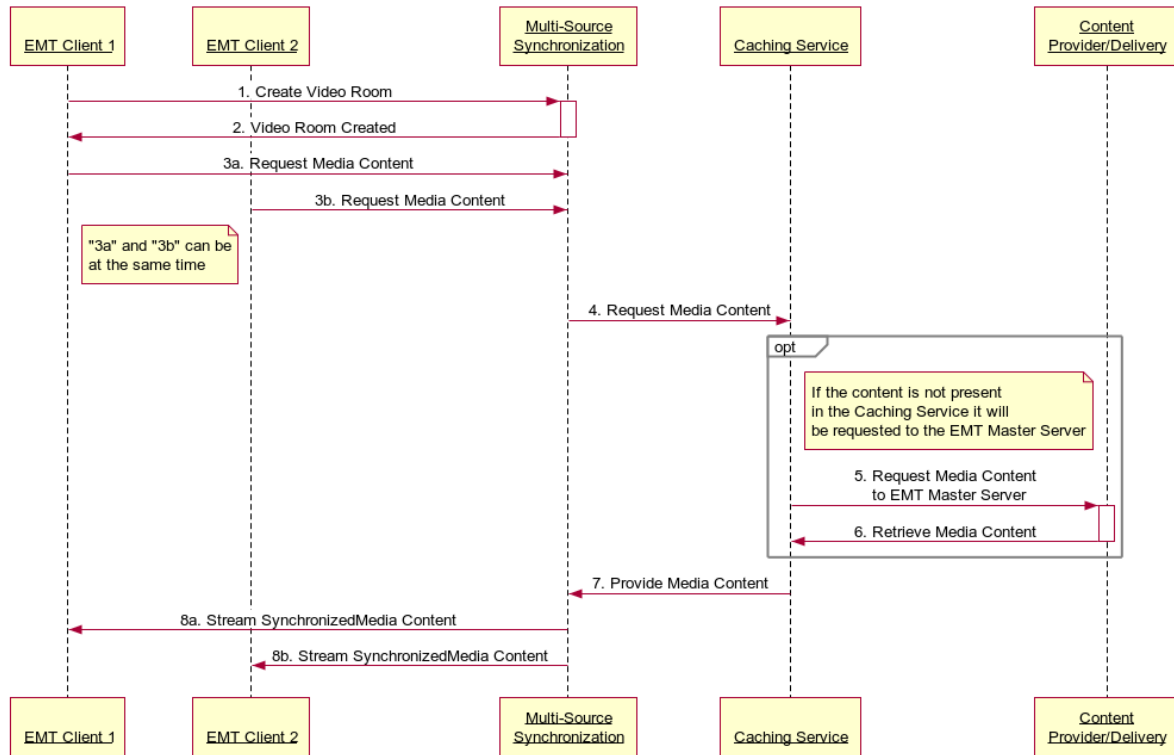 EMT Client 1
EMT Client 2
Multi-Source
Synchronization
Caching Service
Content
Provider/Delivery
1. Create Video Room
2. Video Room Created
3a. Request Media Content
3b. Request Media Content
"3a" and "3b" can be
at the same time
4. Request Media Content
opt
If the content is not present
in the Caching Service it will
be requested to the EMT Master Server
5. Request Media Content
to EMT Master Server
6. Retrieve Media Content
7. Provide Media Content
8a. Stream SynchronizedMedia Content
8b. Stream SynchronizedMedia Content
EMT Client 1
EMT Client 2
Multi-Source
Synchronization
Caching Service
Content
Provider/Delivery